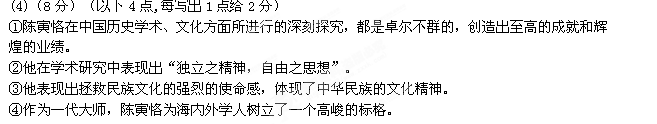 (4)（8分）（以下4点,每写出1点给2分）
①陈寅恪在中国历史学术、文化方面所进行的深刻探究，都是卓尔不群的，创造出至高的成就和辉
煌的业绩。
②他在学术研究中表现出“独立之精神，自由之思想”。
③他表现出拯救民族文化的强烈的使命感，体现了中华民族的文化精神。
④作为一代大师，陈寅恪为海内外学人树立了一个高峻的标格。